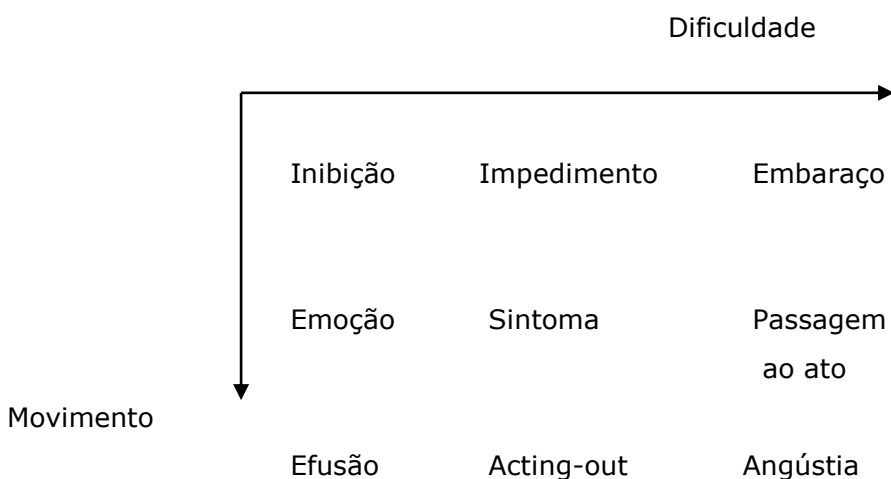 Dificuldade
Inibição Impedimento Embaraço
Emoção Sintoma Passagem
ao ato
Movimento
Efusão Acting-out Angústia